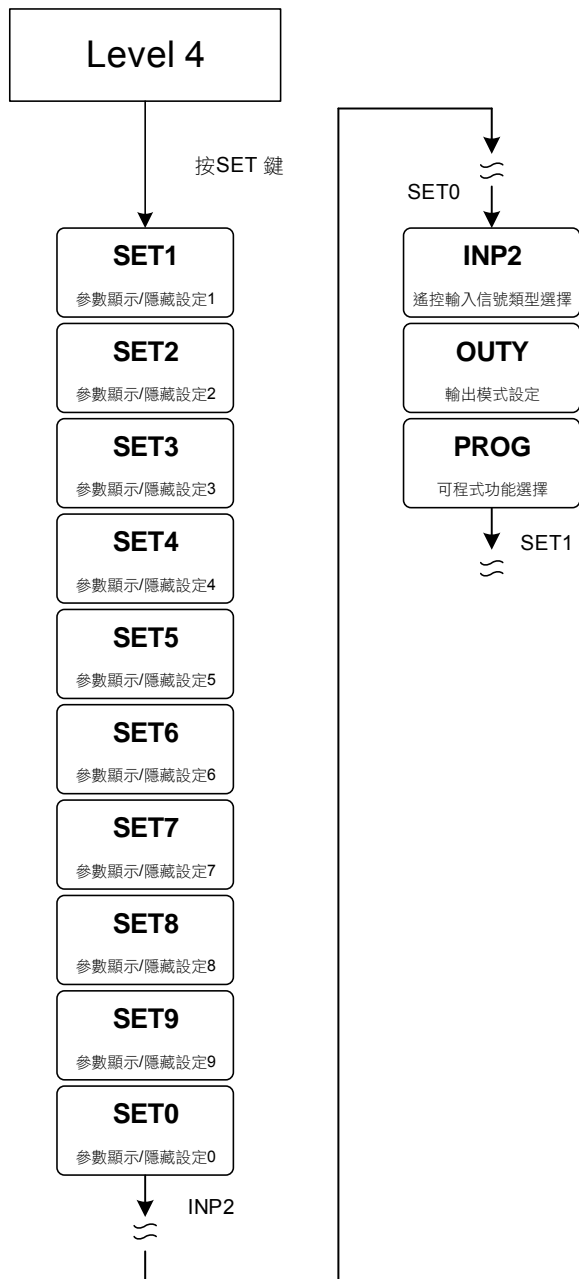 Level 4
按SET 鍵
SET1
參數顯示/隱藏設定1
SET2
參數顯示/隱藏設定2
SET3
參數顯示/隱藏設定3
SET4
參數顯示/隱藏設定4
SET5
參數顯示/隱藏設定5
SET6
參數顯示/隱藏設定6
SET7
參數顯示/隱藏設定7
SET8
參數顯示/隱藏設定8
SET9
參數顯示/隱藏設定9
SET0
參數顯示/隱藏設定0
INP2
SET0
INP2
遙控輸入信號類型選擇
OUTY
輸出模式設定
PROG
可程式功能選擇
SET1